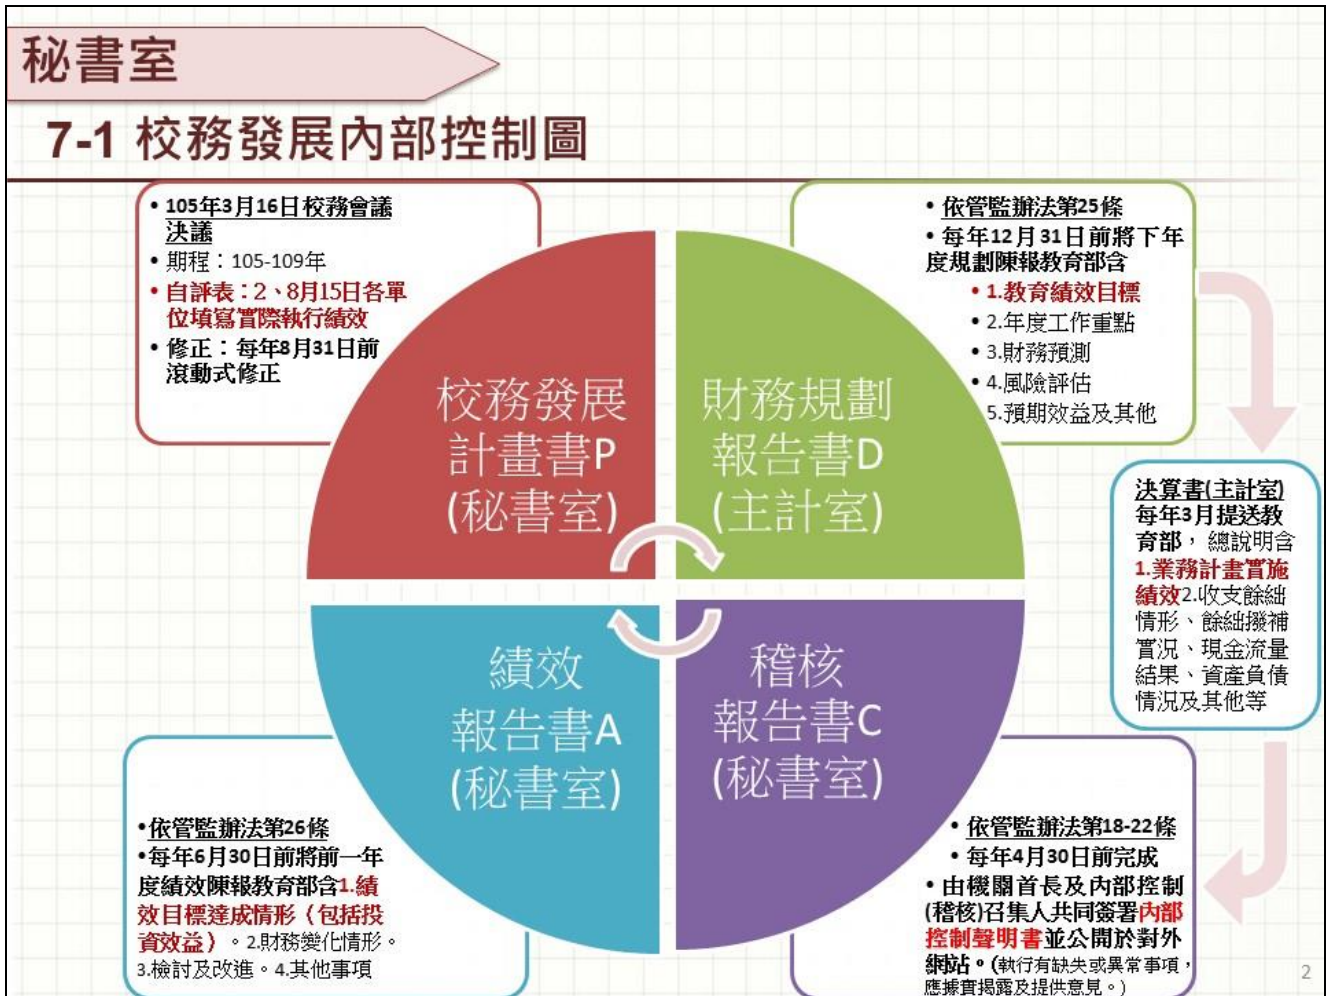 秘書室
7-1 校務發展內部控制圖
• 105年3月16日校務會議
決議
• 期程：105-109年
• 自評表：2、8月15日各單
位填寫實際執行績效
• 修正：每年8月31日前
滾動式修正
• 依管監辦法第25條
• 每年12月31日前將下年
度規劃陳報教育部含
• 1.教育績效目標
• 2.年度工作重點
• 3.財務預測
• 4.風險評估
5.預期效益及其他
校務發展
計畫書P
(秘書室)
財務規劃
報告書D
(主計室)
決算書(主計室)
每年3月提送教
育部，總說明含
1.業務計畫實施
績效2.收支餘絀
情形、餘絀撥補
實況、現金流量
結果、資產負債
情況及其他等
績效
報告書A
(秘書室)
稽核
報告書C
(秘書室)
•依管監辦法第26條
•每年6月30日前將前一年
度績效陳報教育部含1.績
效目標達成情形（包括投
資效益）。2.財務變化情形。
3.檢討及改進。4.其他事項
• 依管監辦法第18-22條
• 每年4月30日前完成
• 由機關首長及內部控制
(稽核)召集人共同簽署內部
控制聲明書並公開於對外
網站。(執行有缺失或異常事項，
應據實揭露及提供意見。)
2